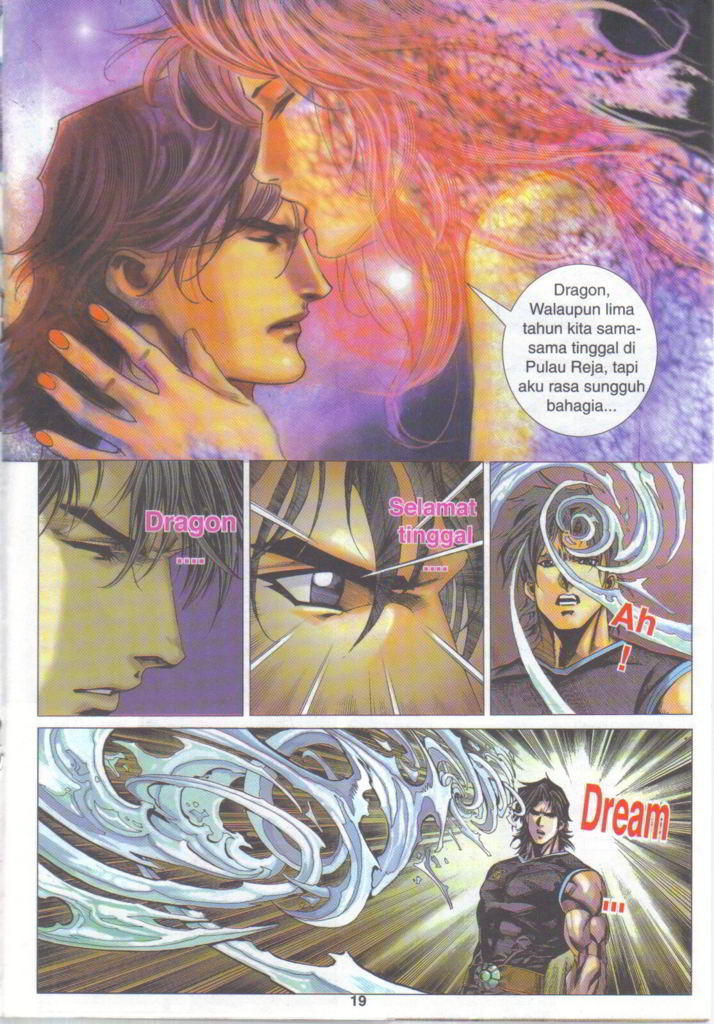 Dragon,
Walaupun lima
tahun kita sama-
sama tinggal di
Pulau Reja, tapi
aku rasa sungguh
bahagia...
Dragon
....
Selamat
tinggal
....
Ah
!
Dream
...
19